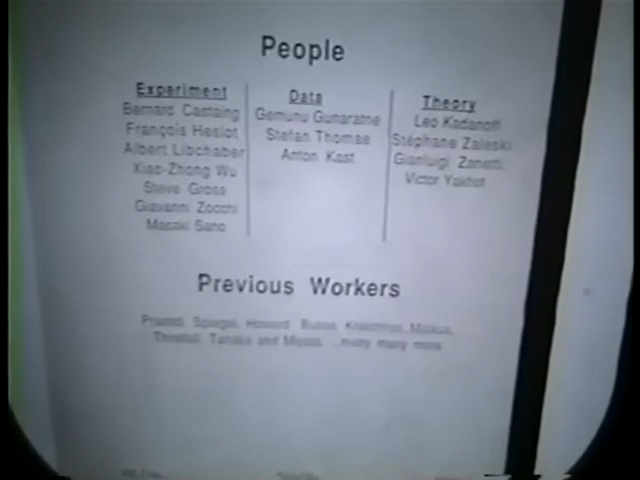 People
Experiment
Bernard Castaing
François Heslot
Albert Libchaber
Xiao-Zhong Wu
Steve Gross
Giovanni Zocchi
Masaki Sano
Data
Gemunu Gunaratne
Stefan Thomae
Anton Kast
Theory
Leo Kadanoff
Stéphane Zaleski
Gianluigi Zanetti
Victor Yakhot
Previous Workers
Howard Busse, Kraichnan, Malkus,
Threlfall, Tanaka and Miyata ...many many more